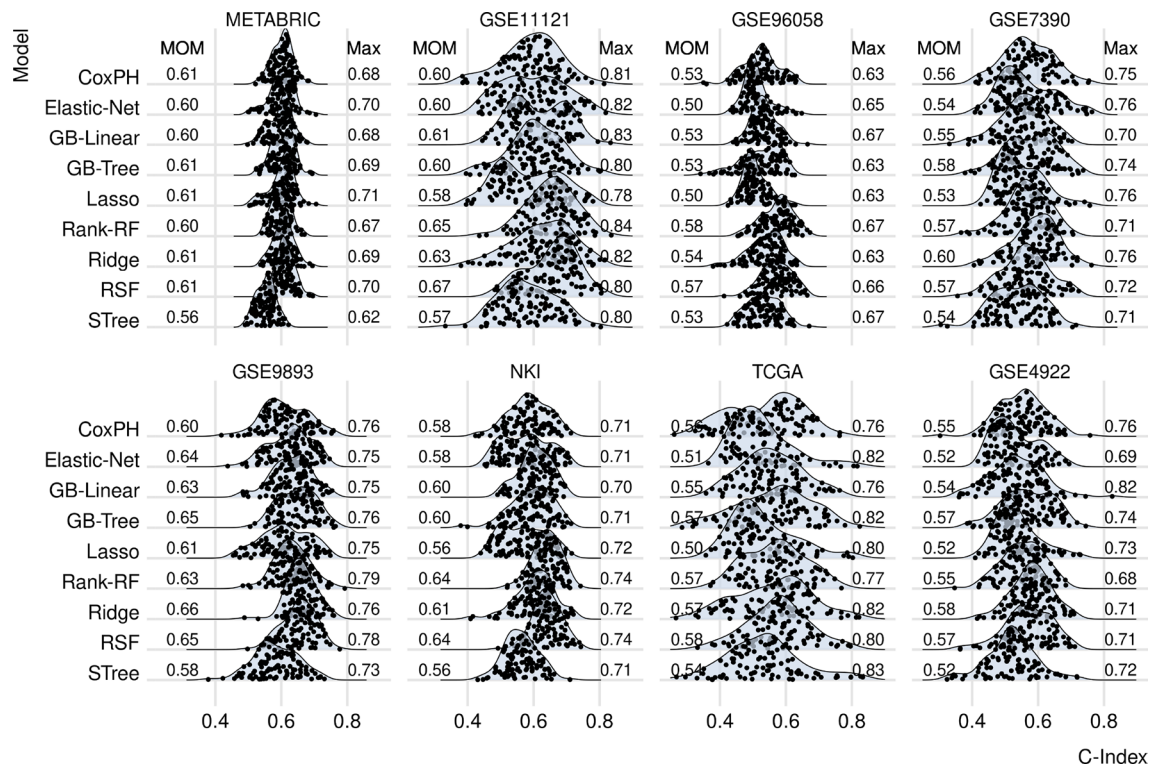 METABRIC GSE11121 GSE96058 GSE7390
Model
MOM Max MOM Max MOM Max MOM Max
CoxPH 0.61 0.68 0.60 0.81 0.53 0.63 0.56 0.75
Elastic-Net 0.60 0.70 0.60 0.82 0.50 0.65 0.54 0.76
GB-Linear 0.60 0.68 0.61 0.83 0.53 0.67 0.55 0.70
GB-Tree 0.61 0.69 0.60 0.80 0.53 0.63 0.58 0.74
Lasso 0.61 0.71 0.58 0.78 0.50 0.63 0.53 0.76
Rank-RF 0.60 0.67 0.65 0.84 0.58 0.67 0.57 0.71
Ridge 0.61 0.69 0.63 0.82 0.54 0.63 0.60 0.76
RSF 0.61 0.70 0.67 0.80 0.57 0.66 0.57 0.72
STree 0.56 0.62 0.57 0.80 0.53 0.67 0.54 0.71
GSE9893 NKI TCGA GSE4922
CoxPH 0.60 0.76 0.58 0.71 0.56 0.76 0.55 0.76
Elastic-Net 0.64 0.75 0.58 0.71 0.51 0.82 0.52 0.69
GB-Linear 0.63 0.75 0.60 0.70 0.55 0.76 0.54 0.82
GB-Tree 0.65 0.76 0.60 0.71 0.57 0.82 0.57 0.74
Lasso 0.61 0.75 0.56 0.72 0.50 0.80 0.52 0.73
Rank-RF 0.63 0.79 0.64 0.74 0.57 0.77 0.55 0.68
Ridge 0.66 0.76 0.61 0.72 0.57 0.82 0.58 0.71
RSF 0.65 0.78 0.64 0.74 0.58 0.80 0.57 0.71
STree 0.58 0.73 0.56 0.71 0.54 0.83 0.52 0.72
0.4 0.6 0.8 0.4 0.6 0.8 0.4 0.6 0.8 0.4 0.6 0.8
C-Index